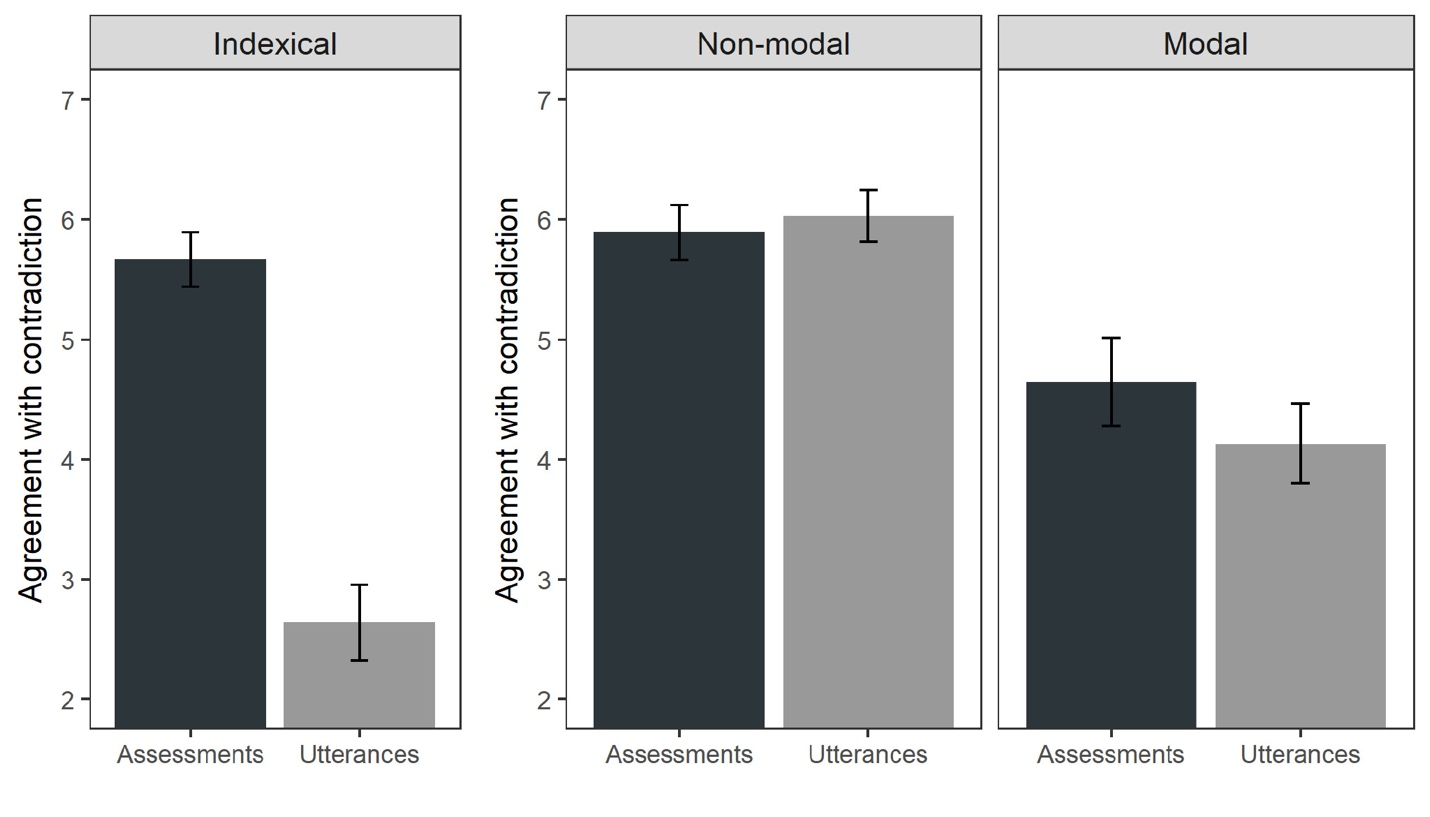 Indexical
Non-modal
Modal
Agreement with contradiction
7
6
5
4
3
2
Assessments
Utterances
Agreement with contradiction
7
6
5
4
3
2
Assessments
Utterances
Assessments
Utterances